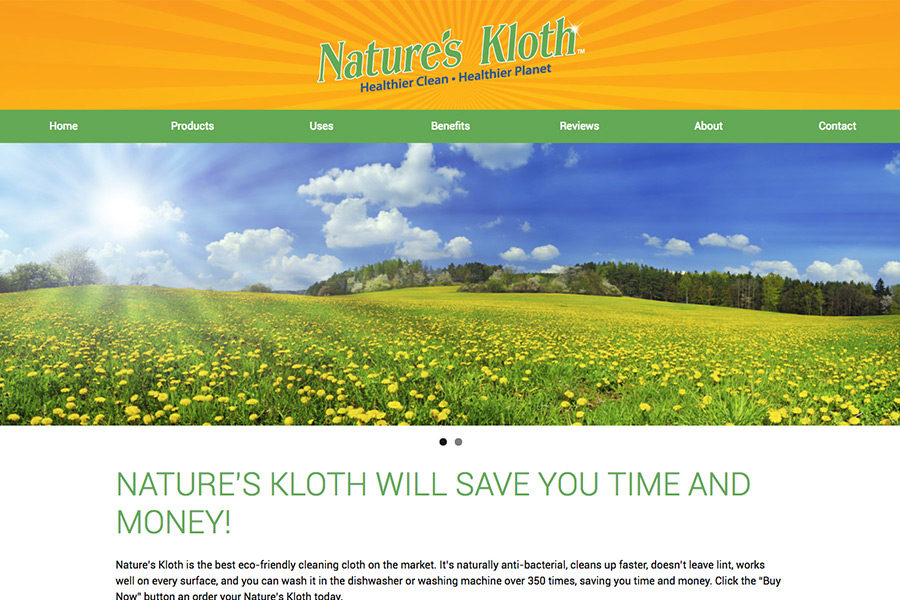 Nature's Kloth™
Healthier Clean • Healthier Planet
Home Products Uses Benefits Reviews About Contact
NATURE'S KLOTH WILL SAVE YOU TIME AND
MONEY!
Nature's Kloth is the best eco-friendly cleaning cloth on the market. It's naturally anti-bacterial, cleans up faster, doesn't leave lint, works
well on every surface, and you can wash it in the dishwasher or washing machine over 350 times, saving you time and money. Click the "Buy
Now" button an order your Nature's Kloth today.